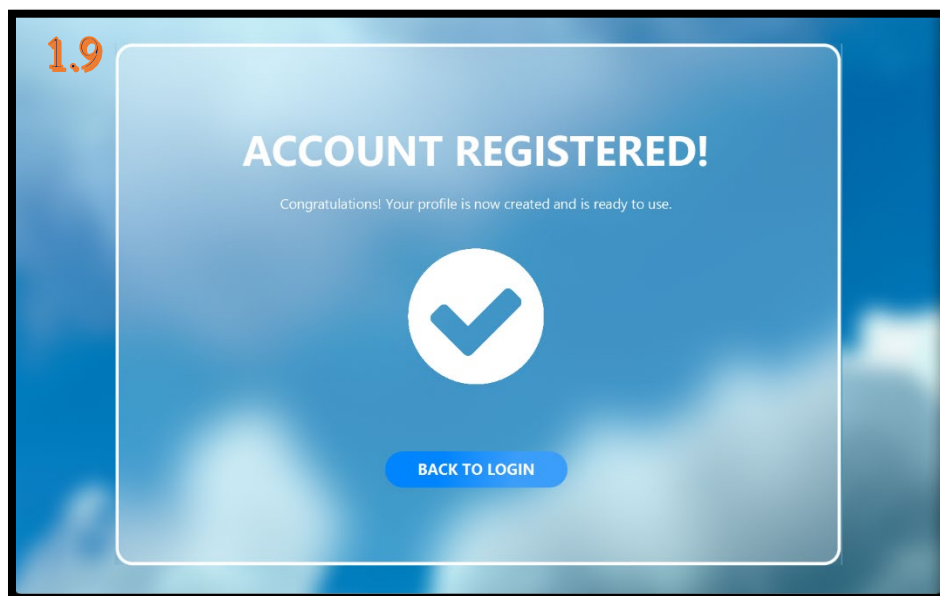 1.9
ACCOUNT REGISTERED!
Congratulations! Your profile is now created and is ready to use.
BACK TO LOGIN